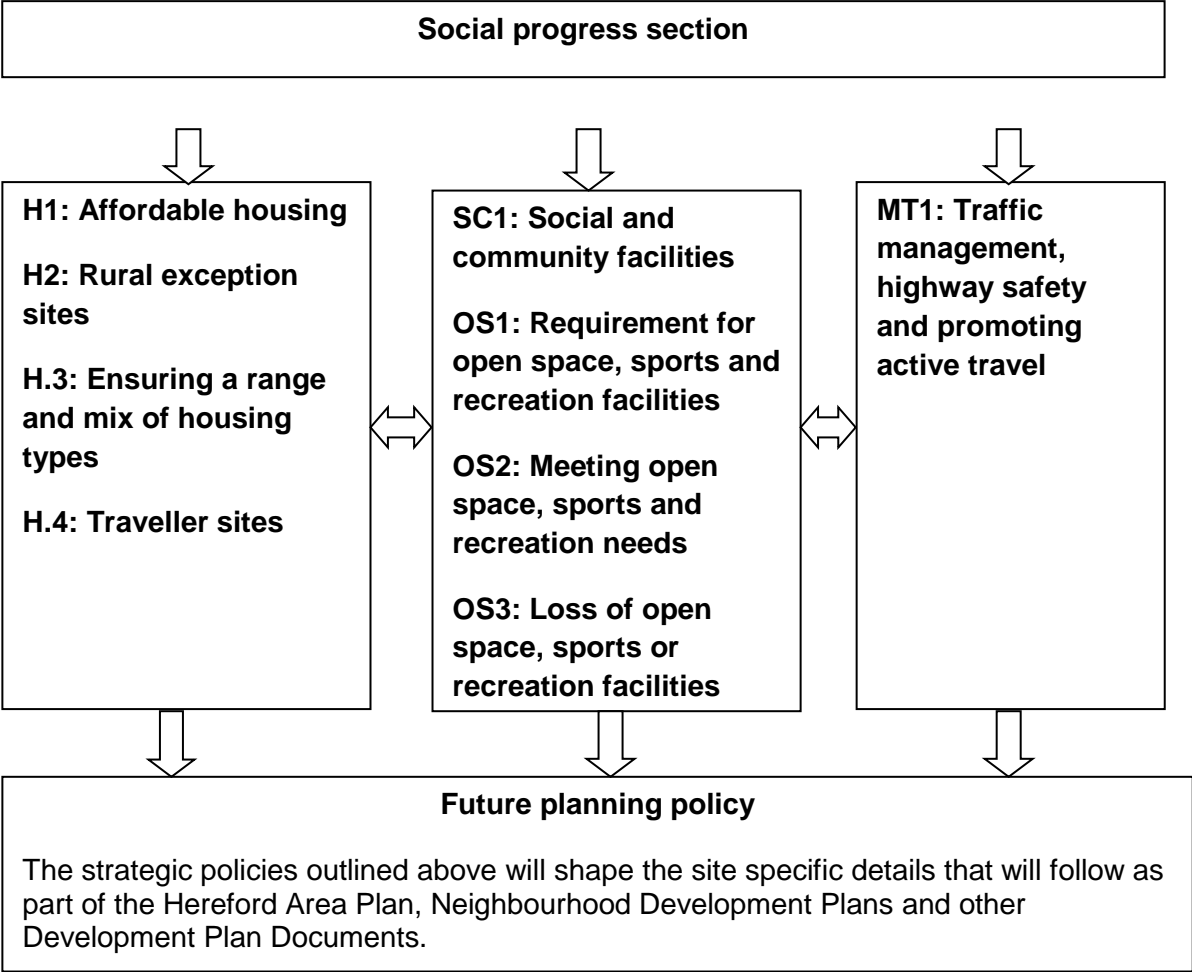 Social progress section
H1: Affordable housing
H2: Rural exception
sites
H.3: Ensuring a range
and mix of housing
types
H.4: Traveller sites
SC1: Social and
community facilities
OS1: Requirement for
open space, sports and
recreation facilities
OS2: Meeting open
space, sports and
recreation needs
OS3: Loss of open
space, sports or
recreation facilities
MT1: Traffic
management,
highway safety
and promoting
active travel
Future planning policy
The strategic policies outlined above will shape the site specific details that will follow as
part of the Hereford Area Plan, Neighbourhood Development Plans and other
Development Plan Documents.